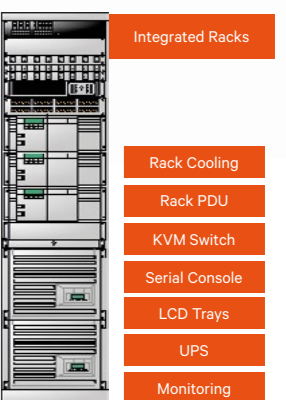 Integrated Racks
Rack Cooling
Rack PDU
KVM Switch
Serial Console
LCD Trays
UPS
Monitoring